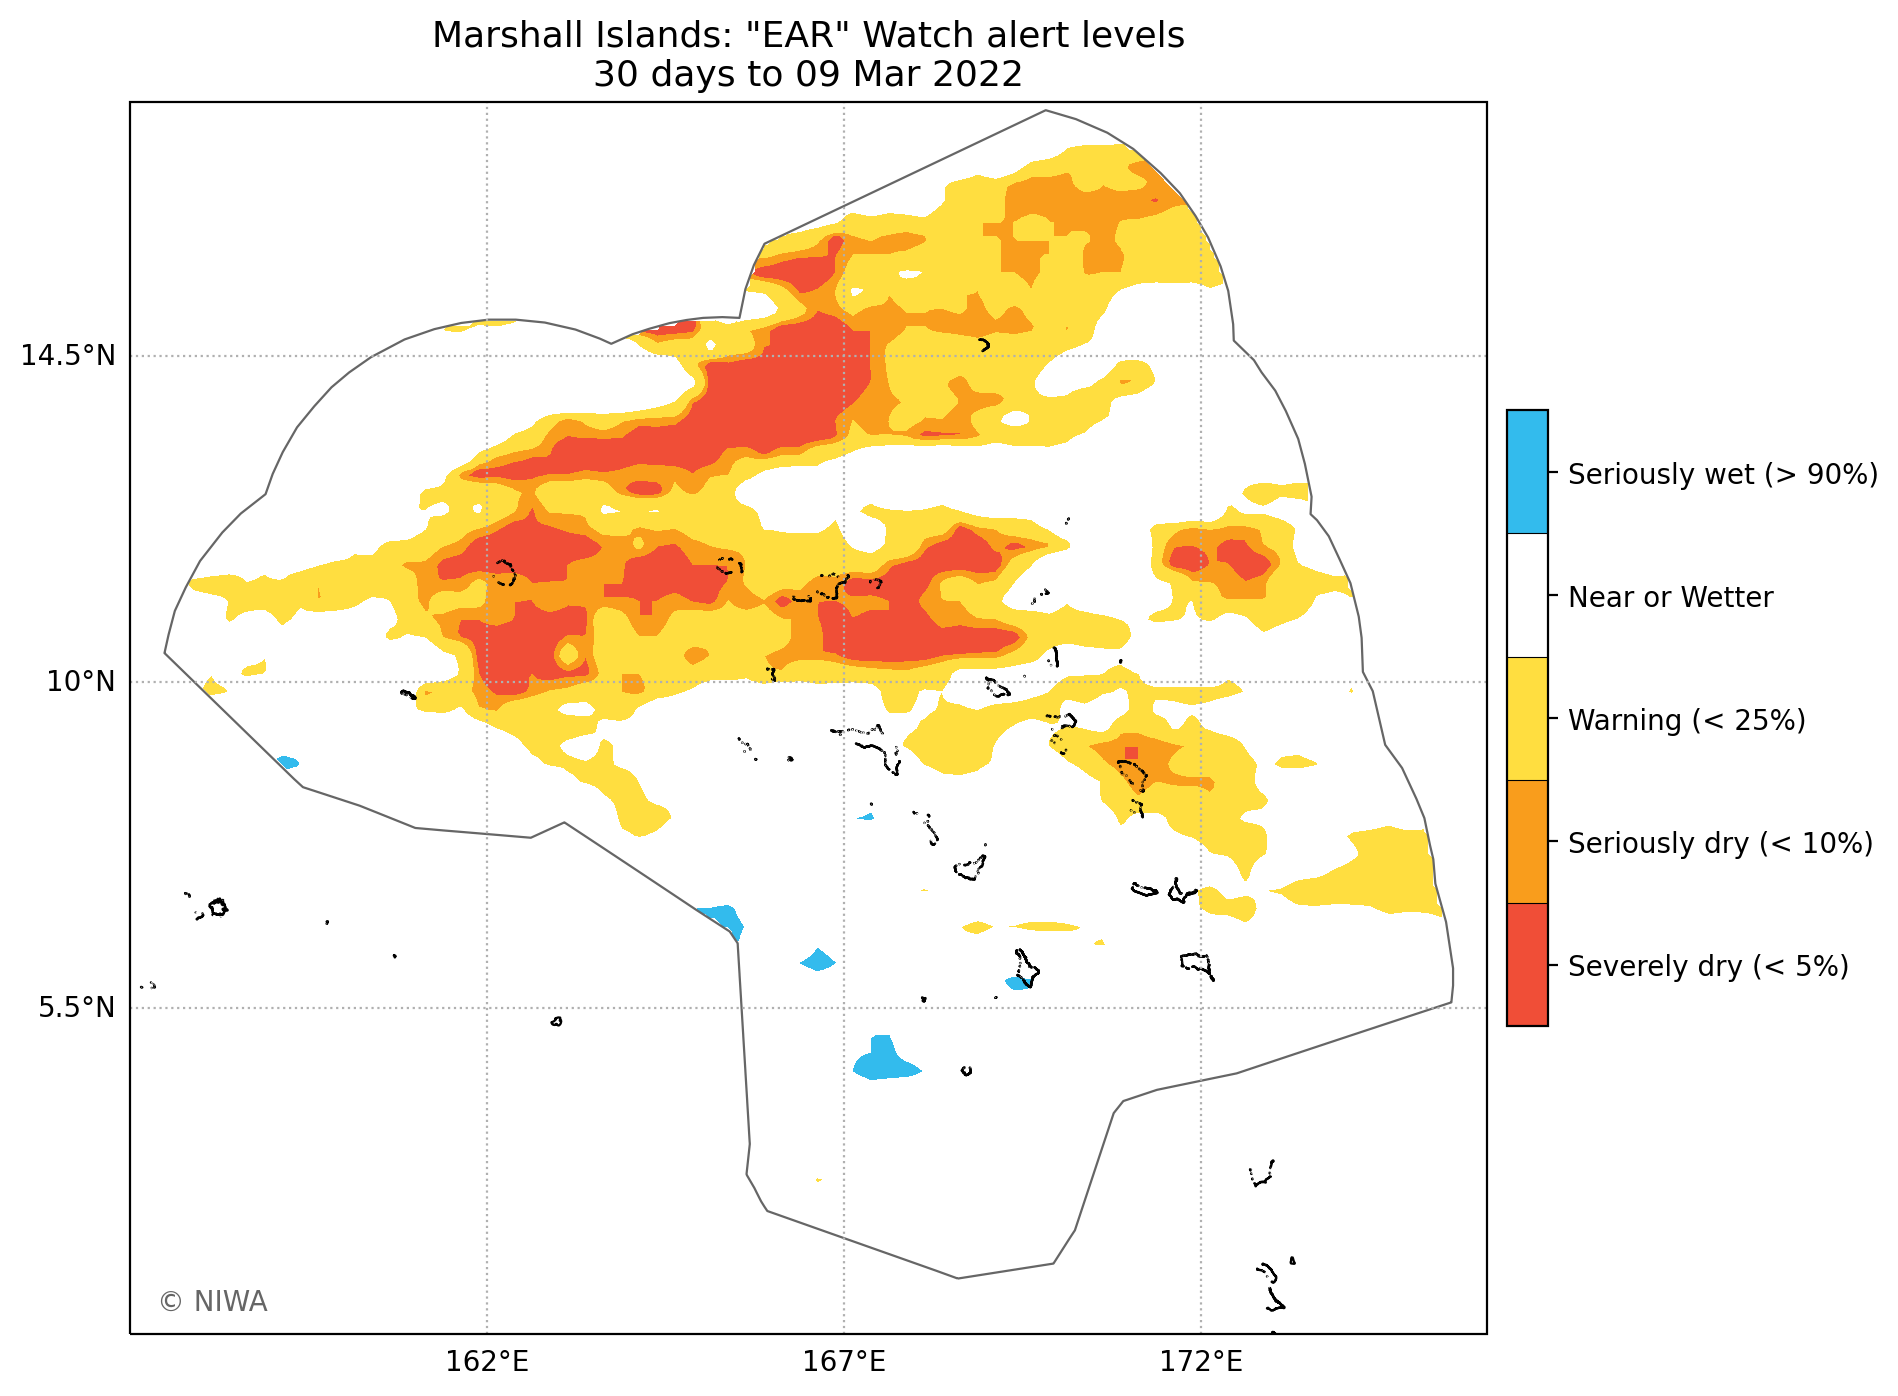 Marshall Islands: "EAR" Watch alert levels
30 days to 09 Mar 2022
14.5°N
10°N
5.5°N
162°E
167°E
172°E
Seriously wet (> 90%)
Near or Wetter
Warning (< 25%)
Seriously dry (< 10%)
Severely dry (< 5%)
© NIWA